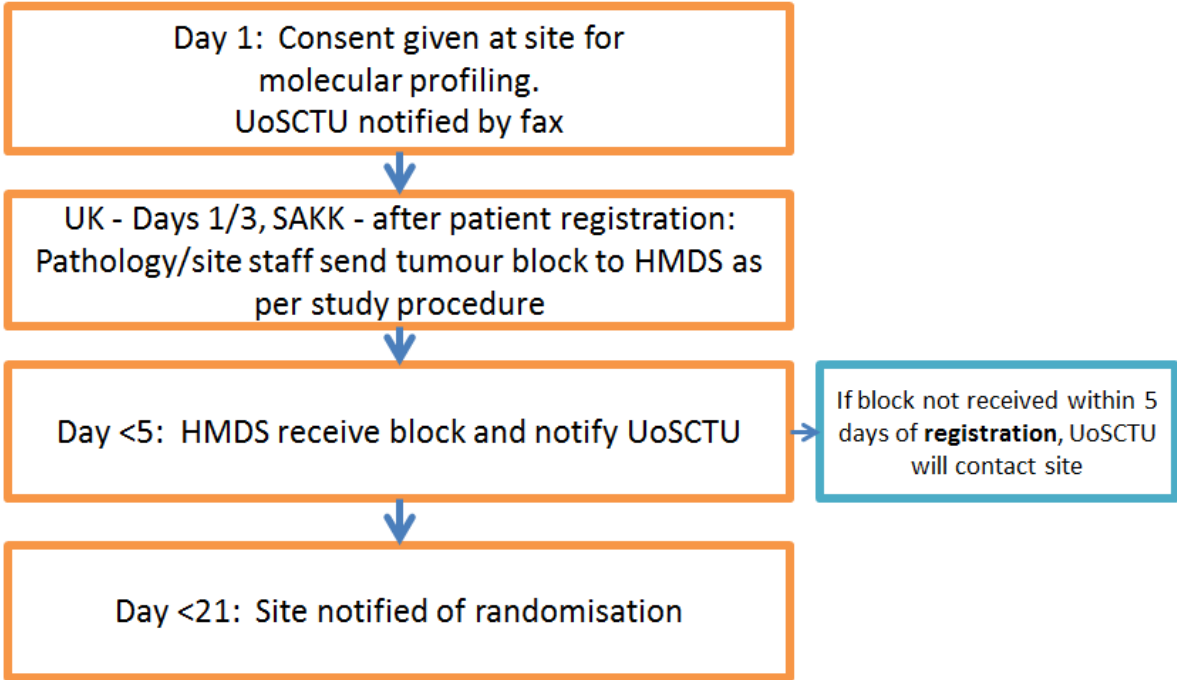 Day 1:  Consent given at site for
molecular profiling.
UoSCTU notified by fax
UK - Days 1/3, SAKK - after patient registration:
Pathology/site staff send tumour block to HMDS as
per study procedure
Day <5:  HMDS receive block and notify UoSCTU
If block not received within 5
days of registration, UoSCTU
will contact site
Day <21:  Site notified of randomisation